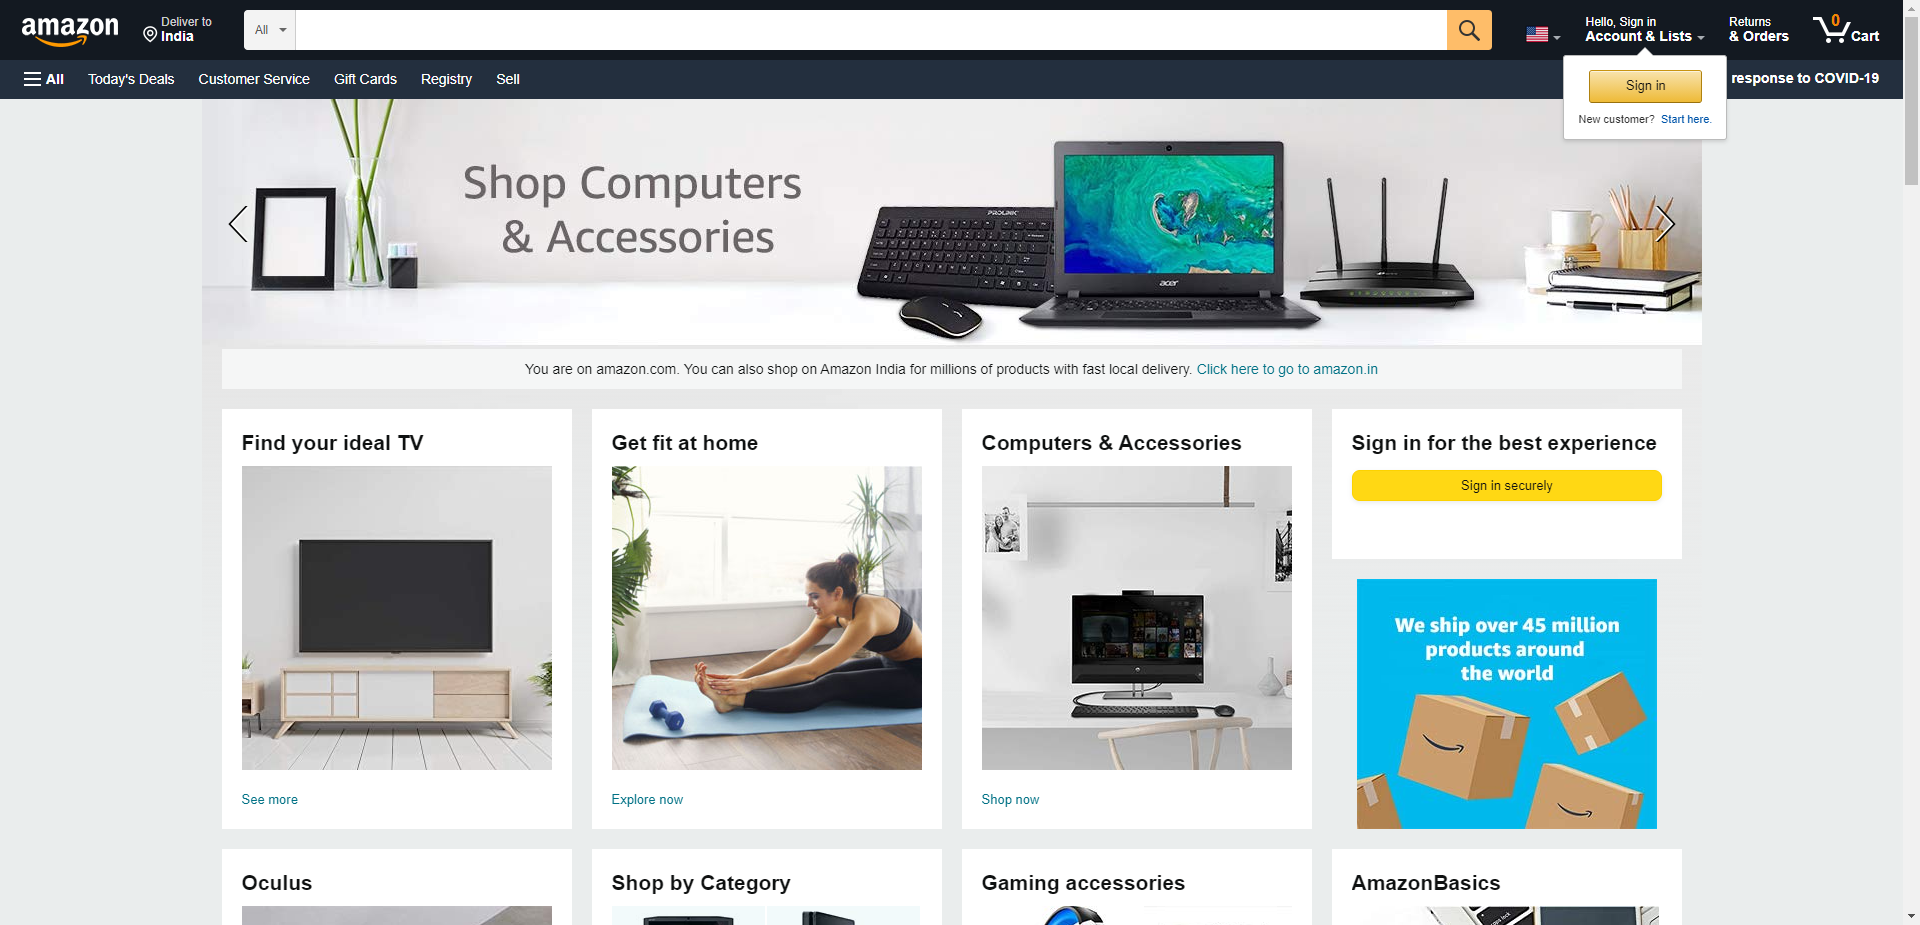 amazon
Deliver to
India
All
Hello, Sign in
Account & Lists
Returns
& Orders
0
Cart
All
Today's Deals
Customer Service
Gift Cards
Registry
Sell
response to COVID-19
Sign in
New customer? Start here.
Shop Computers
& Accessories
PROLINK
acer
You are on amazon.com. You can also shop on Amazon India for millions of products with fast local delivery. Click here to go to amazon.in
Find your ideal TV
Get fit at home
Computers & Accessories
Sign in for the best experience
Sign in securely
We ship over 45 million
products around
the world
See more
Explore now
Shop now
Oculus
Shop by Category
Gaming accessories
AmazonBasics